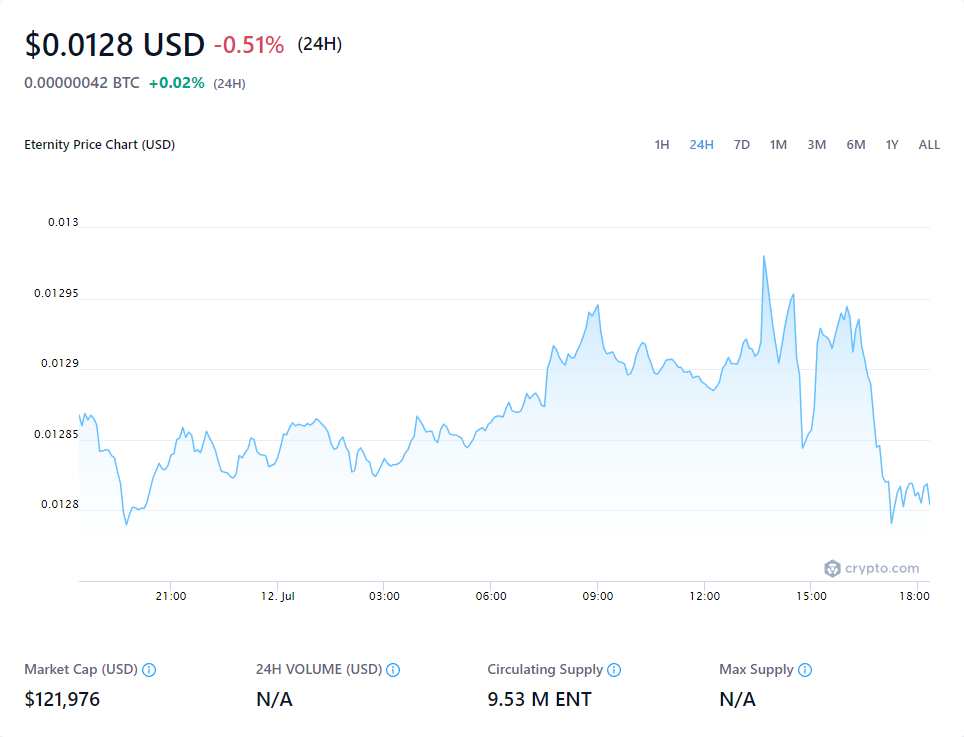 $0.0128 USD -0.51% (24H)
0.00000042 BTC +0.02% (24H)
Eternity Price Chart (USD)
1H 24H 7D 1M 3M 6M 1Y ALL
0.013
0.01295
0.0129
0.01285
0.0128
crypto.com
21:00 12. Jul 03:00 06:00 09:00 12:00 15:00 18:00
Market Cap (USD) 24H VOLUME (USD) Circulating Supply Max Supply
$121,976 N/A 9.53 M ENT N/A